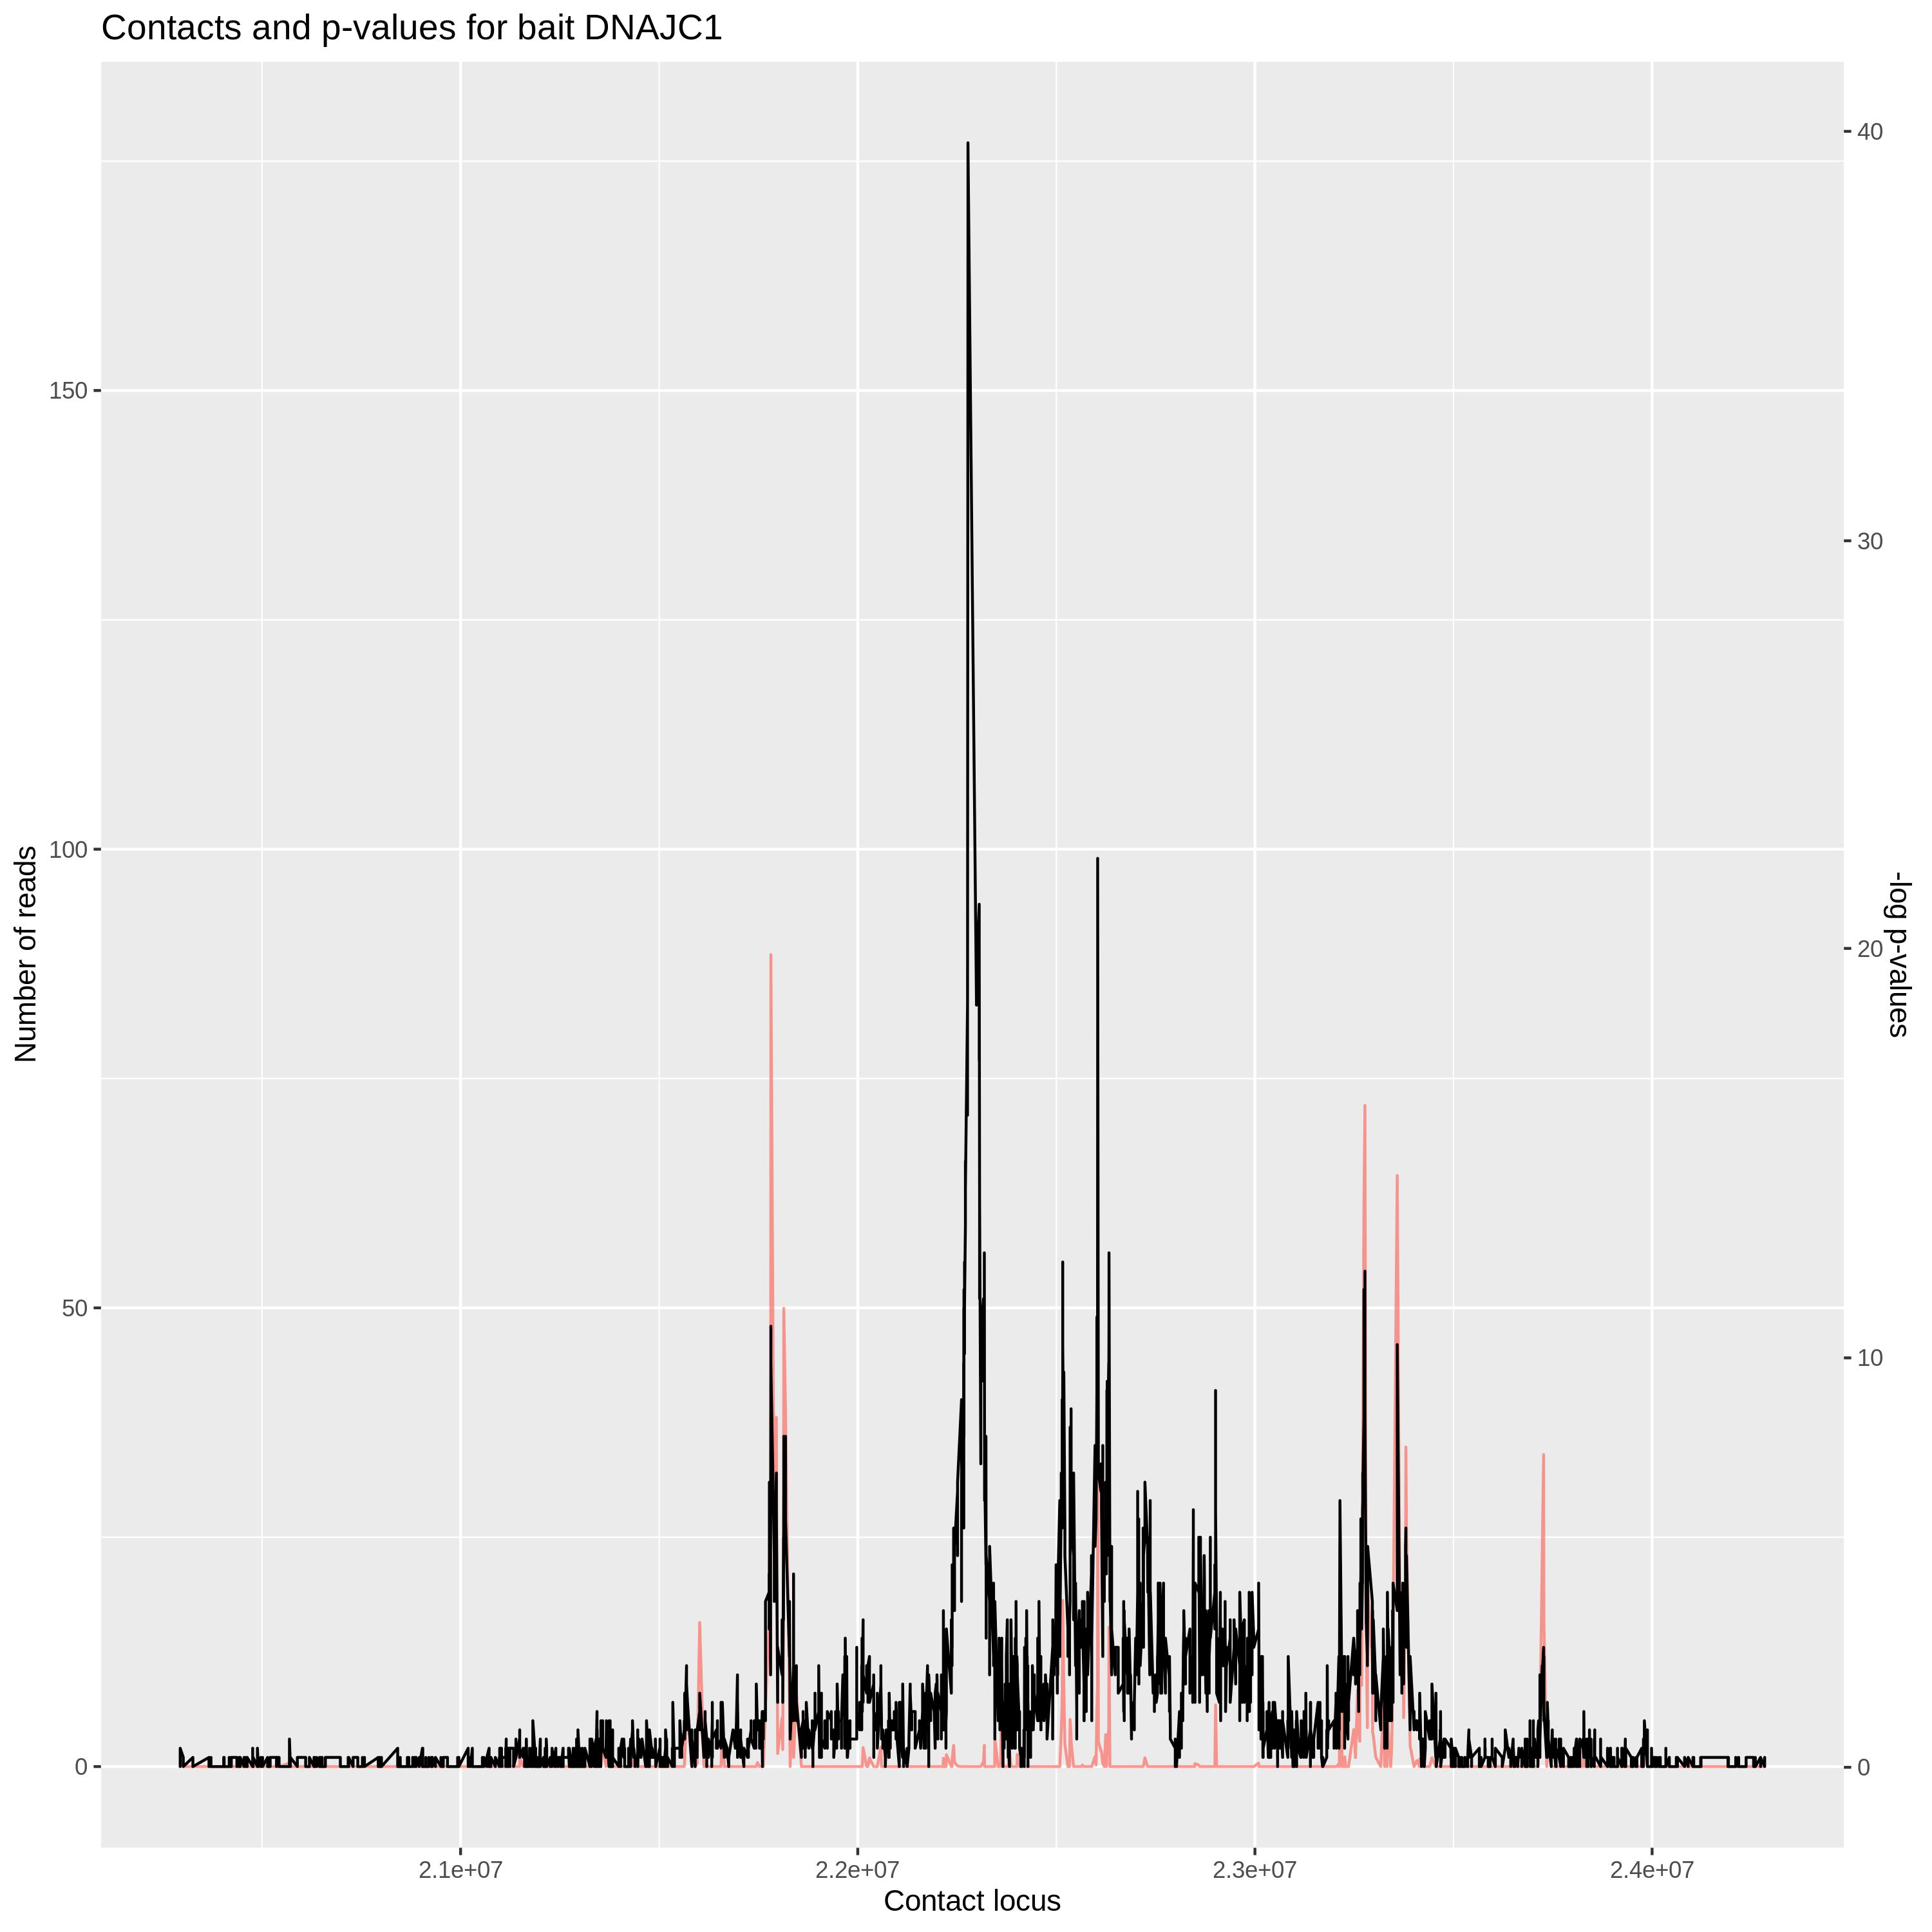 Contacts and p-values for bait DNAJC1
Number of reads
150
100
50
0
40
30
20
10
0
-log p-values
2.1e+07
2.2e+07
2.3e+07
2.4e+07
Contact locus